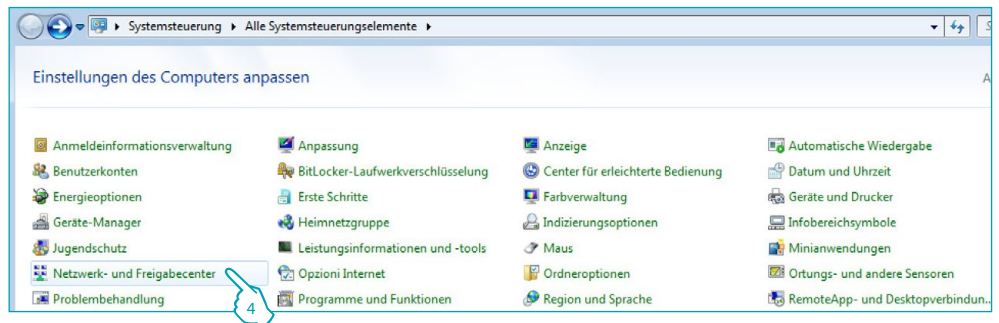 Systemsteuerung ▸ Alle Systemsteuerungselemente ▸
Einstellungen des Computers anpassen
Anmeldeinformationsverwaltung Anpassung Anzeige Automatische Wiedergabe
Benutzerkonten BitLocker-Laufwerkverschlüsselung Center für erleichterte Bedienung Datum und Uhrzeit
Energieoptionen Erste Schritte Farbverwaltung Geräte und Drucker
Geräte-Manager Heimnetzgruppe Indizierungsoptionen Infobereichsymbole
Jugendschutz Leistungsinformationen und -tools Maus Minianwendungen
Netzwerk- und Freigabecenter Opzioni Internet Ordneroptionen Ortungs- und andere Sensoren
Problembehandlung Programme und Funktionen Region und Sprache RemoteApp- und Desktopverbindun...
4